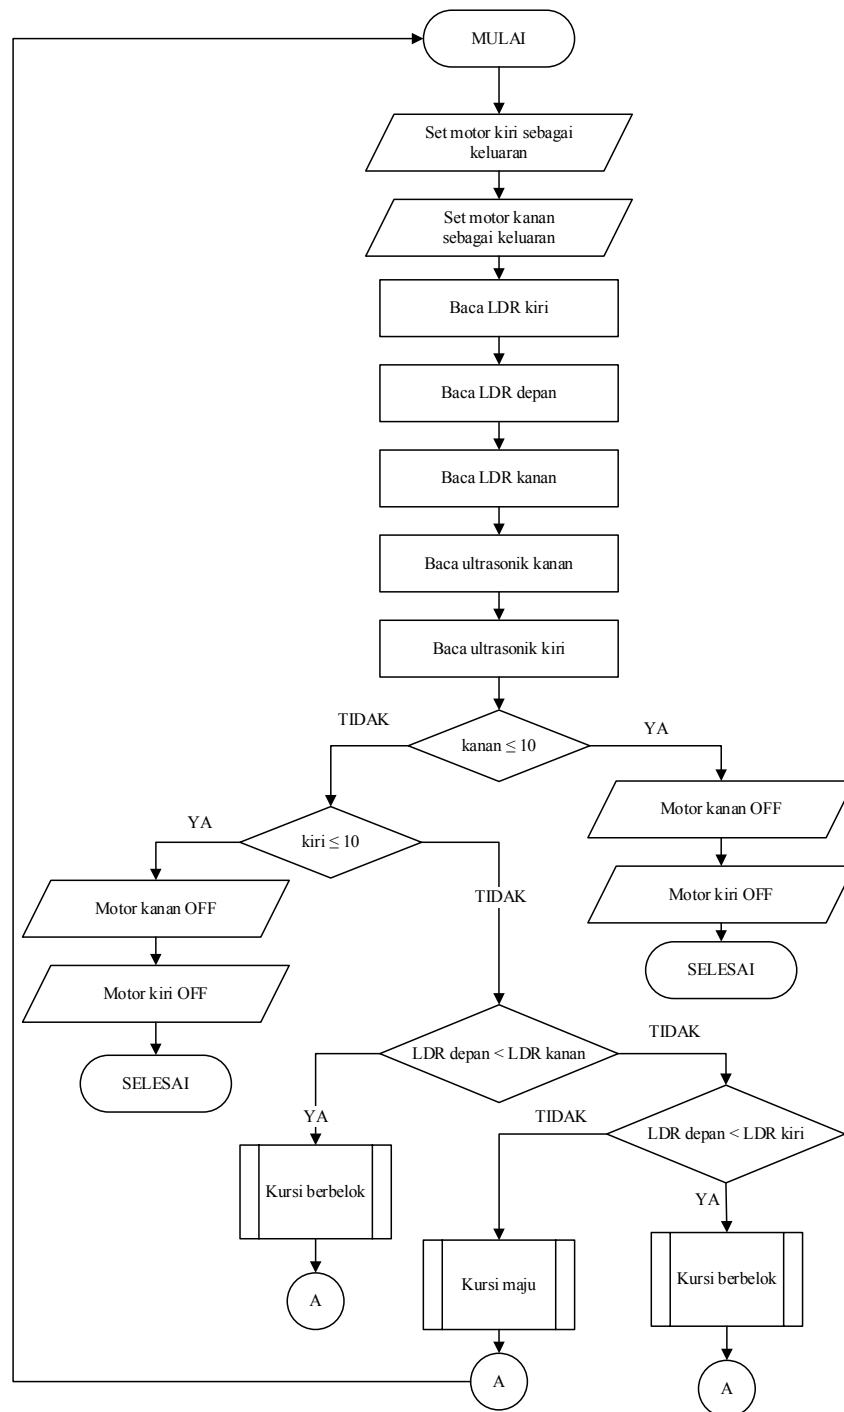 MULAI
Set motor kiri sebagai
keluaran
Set motor kanan
sebagai keluaran
Baca LDR kiri
Baca LDR depan
Baca LDR kanan
Baca ultrasonik kanan
Baca ultrasonik kiri
TIDAK
kanan ≤ 10
YA
Motor kanan OFF
Motor kiri OFF
SELESAI
YA
kiri ≤ 10
TIDAK
Motor kanan OFF
Motor kiri OFF
SELESAI
LDR depan < LDR kanan
TIDAK
YA
Kursi berbelok
A
TIDAK
LDR depan < LDR kiri
YA
Kursi maju
A
Kursi berbelok
A